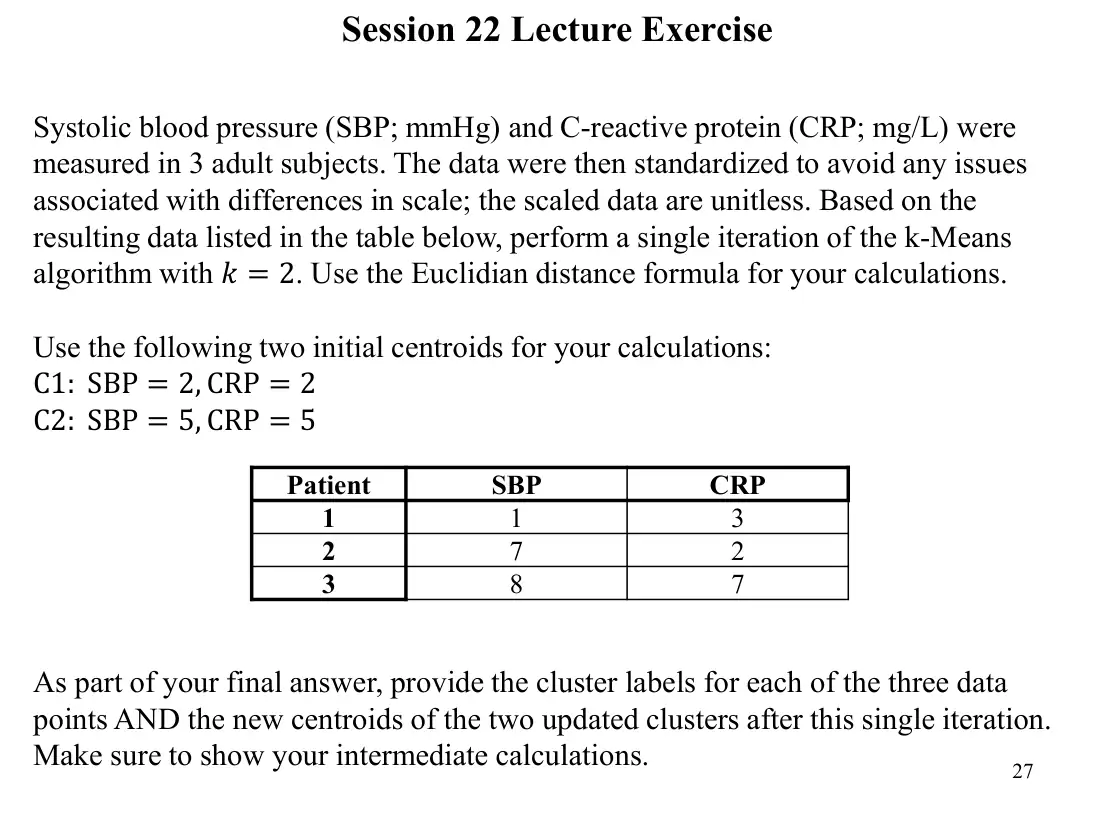 Session 22 Lecture Exercise
Systolic blood pressure (SBP; mmHg) and C-reactive protein (CRP; mg/L) were
measured in 3 adult subjects. The data were then standardized to avoid any issues
associated with differences in scale; the scaled data are unitless. Based on the
resulting data listed in the table below, perform a single iteration of the k-Means
algorithm with 𝑘 = 2. Use the Euclidian distance formula for your calculations.
Use the following two initial centroids for your calculations:
C1: SBP = 2, CRP = 2
C2: SBP = 5, CRP = 5
Patient SBP CRP
1 1 3
2 7 2
3 8 7
As part of your final answer, provide the cluster labels for each of the three data
points AND the new centroids of the two updated clusters after this single iteration.
Make sure to show your intermediate calculations.
27